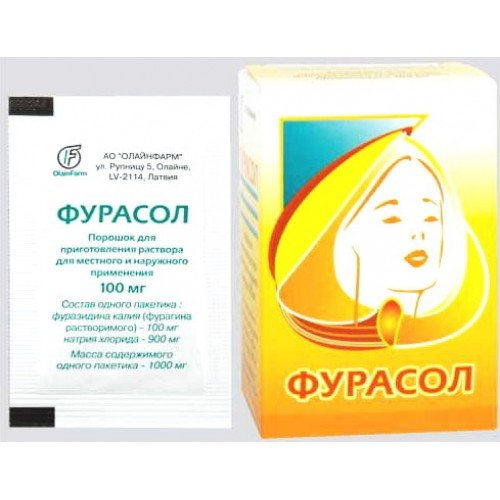 OlainFarm
АО "ОЛАЙНФАРМ"
ул. Рупницу 5, Олайне,
LV-2114, Латвия
ФУРАСОЛ
Порошок для
приготовления раствора
для местного и наружного
применения
100 мг
Состав одного пакетика :
фуразидина калия (фурагина
растворимого) - 100 мг
натрия хлорида - 900 мг
Масса содержимого
одного пакетика - 1000 мг
ФУРАСОЛ